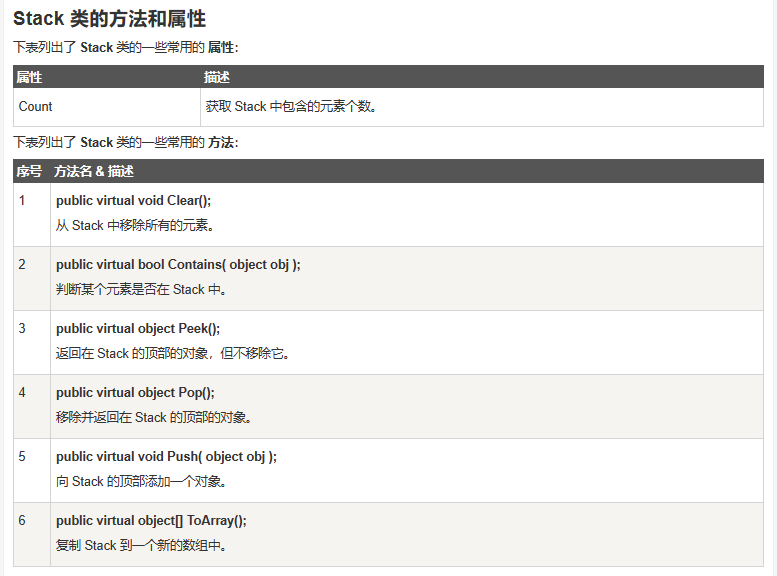 Stack 类的方法和属性
下表列出了 Stack 类的一些常用的 属性：
属性 描述
Count 获取 Stack 中包含的元素个数。
下表列出了 Stack 类的一些常用的 方法：
序号 方法名 & 描述
1 public virtual void Clear();
从 Stack 中移除所有的元素。
2 public virtual bool Contains( object obj );
判断某个元素是否在 Stack 中。
3 public virtual object Peek();
返回在 Stack 的顶部的对象，但不移除它。
4 public virtual object Pop();
移除并返回在 Stack 的顶部的对象。
5 public virtual void Push( object obj );
向 Stack 的顶部添加一个对象。
6 public virtual object[] ToArray();
复制 Stack 到一个新的数组中。